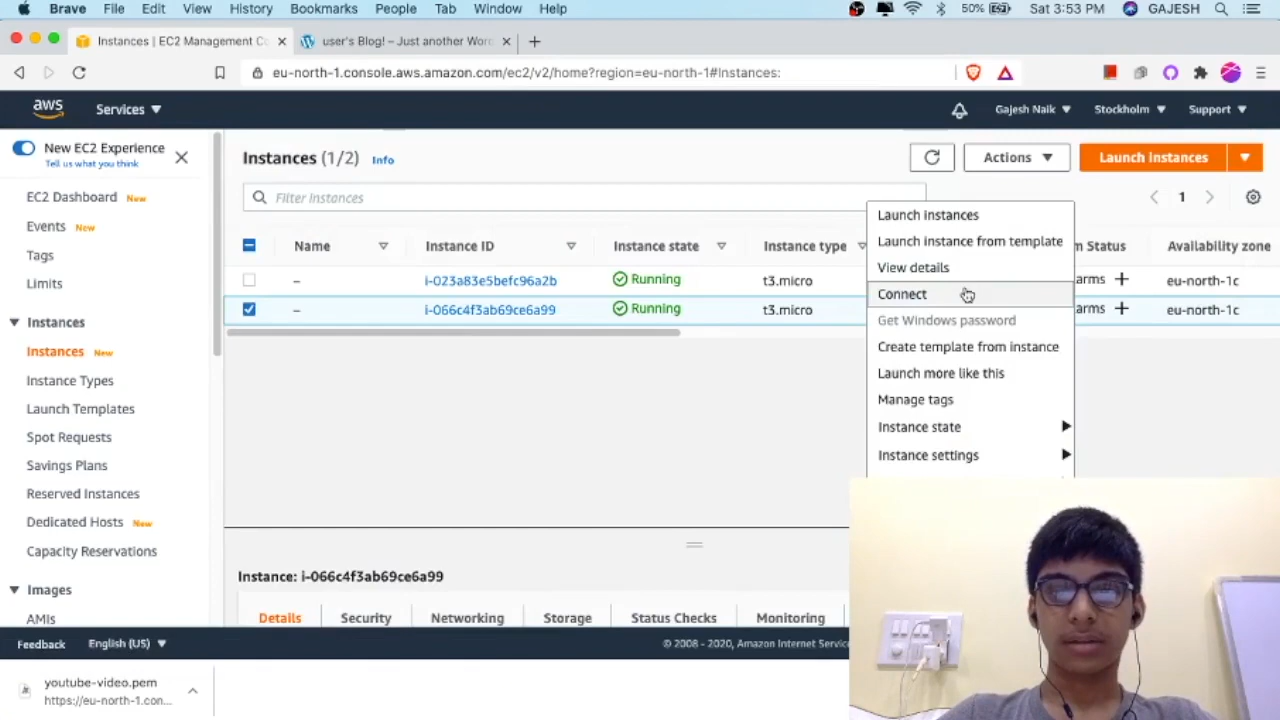 Brave File Edit View History Bookmarks People Tab Window Help 50% Sat 3:53 PM GAJESH
Instances | EC2 Management Co user's Blog! – Just another Wor
eu-north-1.console.aws.amazon.com/ec2/v2/home?region=eu-north-1#Instances:
aws Services Gajesh Naik Stockholm Support
New EC2 Experience
Tell us what you think
Instances (1/2) Info Actions Launch instances
EC2 Dashboard New
Filter instances 1
Events New
Tags
Limits
Name Instance ID Instance state Instance type m Status Availability zone
– i-023a83e5befc96a2b Running t3.micro arms + eu-north-1c
– i-066c4f3ab69ce6a99 Running t3.micro arms + eu-north-1c
Launch instances
Launch instance from template
View details
Connect
Get Windows password
Create template from instance
Launch more like this
Manage tags
Instance state
Instance settings
Instances
Instances New
Instance Types
Launch Templates
Spot Requests
Savings Plans
Reserved Instances
Dedicated Hosts New
Capacity Reservations
Images
AMIs
Instance: i-066c4f3ab69ce6a99
Details Security Networking Storage Status Checks Monitoring
Feedback English (US) © 2008 - 2020, Amazon Internet Service
youtube-video.pem
https://eu-north-1.con...